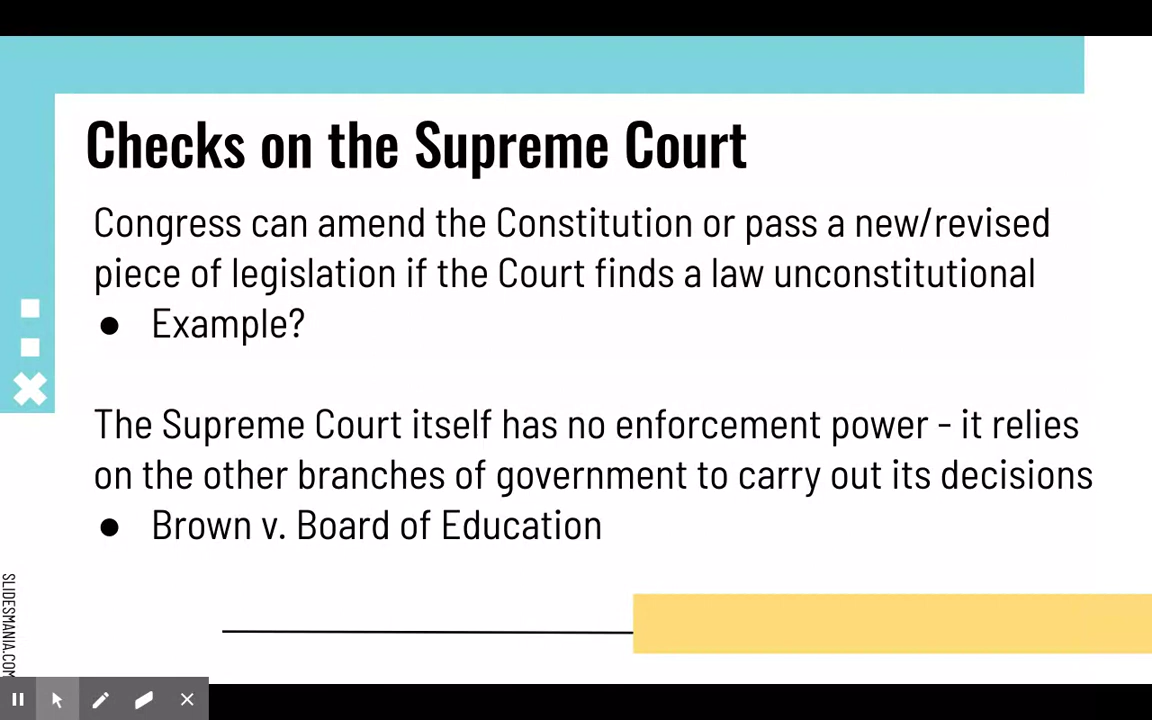 Checks on the Supreme Court
Congress can amend the Constitution or pass a new/revised
piece of legislation if the Court finds a law unconstitutional
● Example?
The Supreme Court itself has no enforcement power - it relies
on the other branches of government to carry out its decisions
● Brown v. Board of Education
SLIDESMANIA.COM